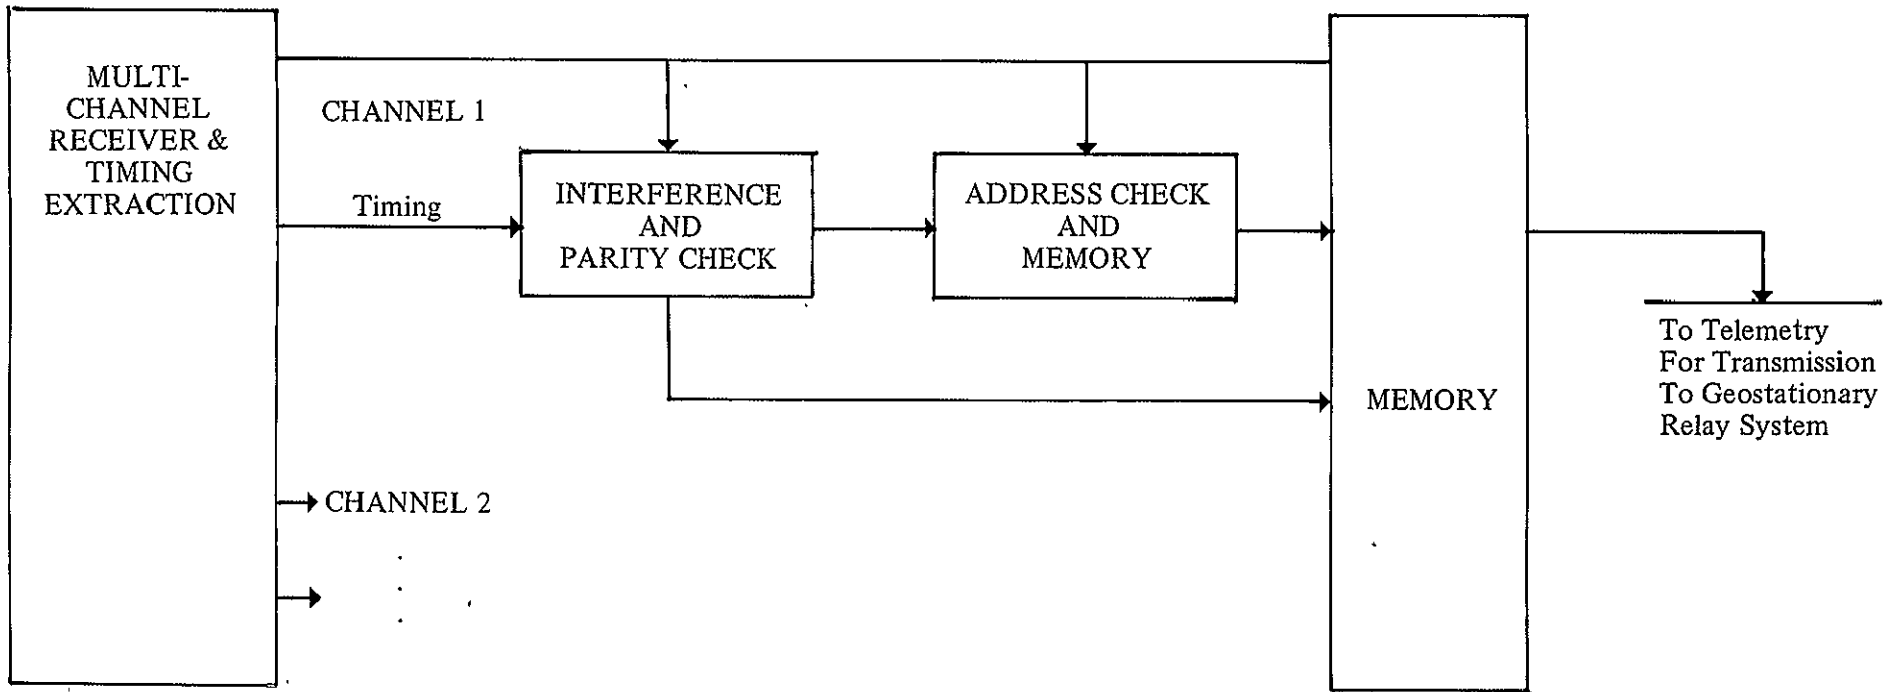 MULTI-
CHANNEL
RECEIVER &
TIMING
EXTRACTION
CHANNEL 1
Timing
INTERFERENCE
AND
PARITY CHECK
ADDRESS CHECK
AND
MEMORY
MEMORY
To Telemetry
For Transmission
To Geostationary
Relay System
CHANNEL 2